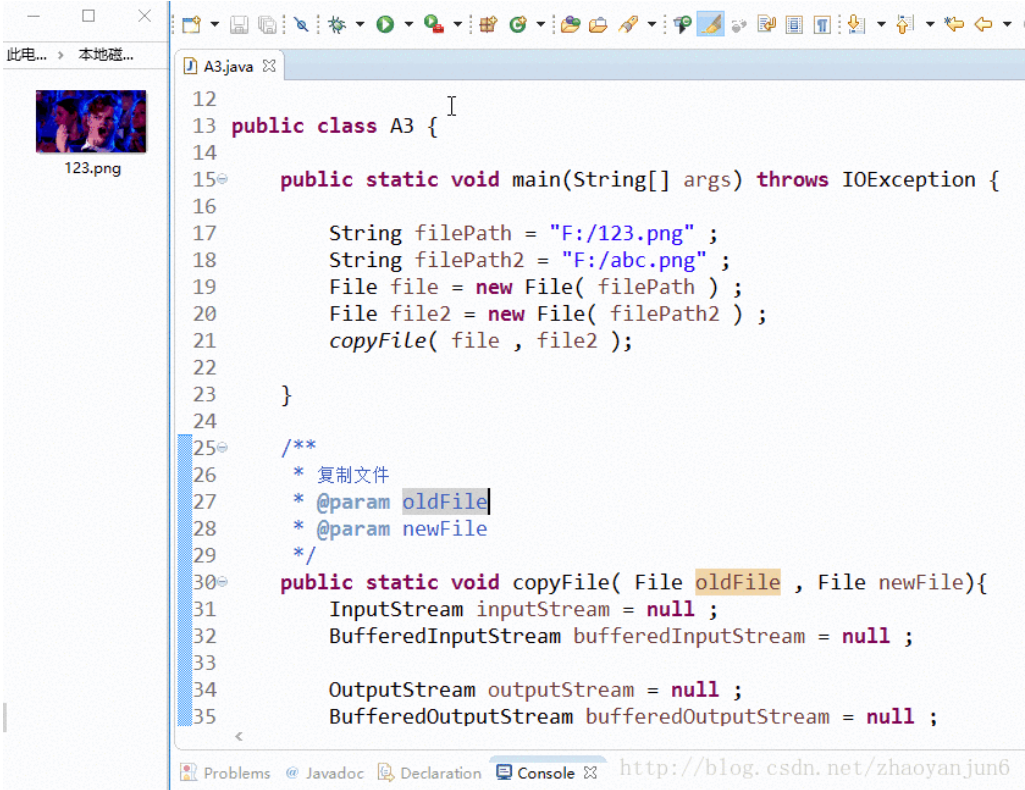 此电... › 本地磁...
123.png
A3.java
12
13 public class A3 {
14
15 public static void main(String[] args) throws IOException {
16
17 String filePath = "F:/123.png" ;
18 String filePath2 = "F:/abc.png" ;
19 File file = new File( filePath ) ;
20 File file2 = new File( filePath2 ) ;
21 copyFile( file , file2 );
22
23 }
24
25 /**
26 * 复制文件
27 * @param oldFile
28 * @param newFile
29 */
30 public static void copyFile( File oldFile , File newFile){
31 InputStream inputStream = null ;
32 BufferedInputStream bufferedInputStream = null ;
33
34 OutputStream outputStream = null ;
35 BufferedOutputStream bufferedOutputStream = null ;
Problems @ Javadoc Declaration Console
http://blog.csdn.net/zhaoyanjun6